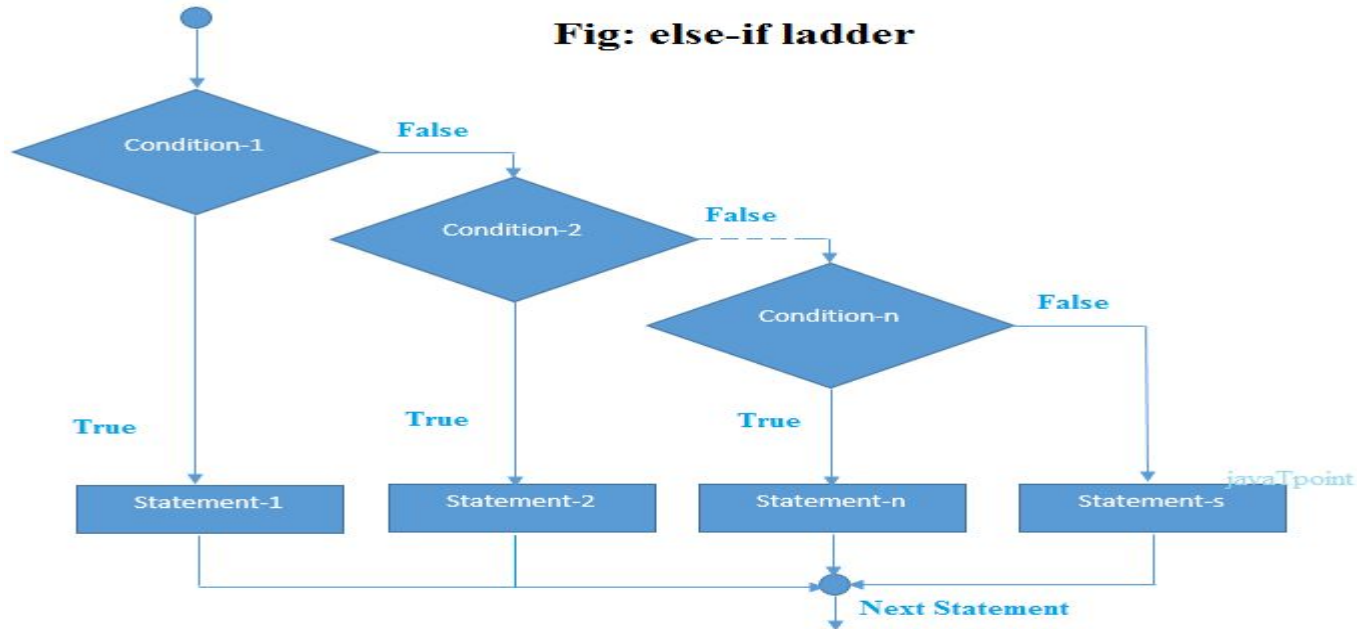 Fig: else-if ladder
Condition-1
False
Condition-2
False
Condition-n
False
True
True
True
Statement-1
Statement-2
Statement-n
Statement-s
javaTpoint
Next Statement